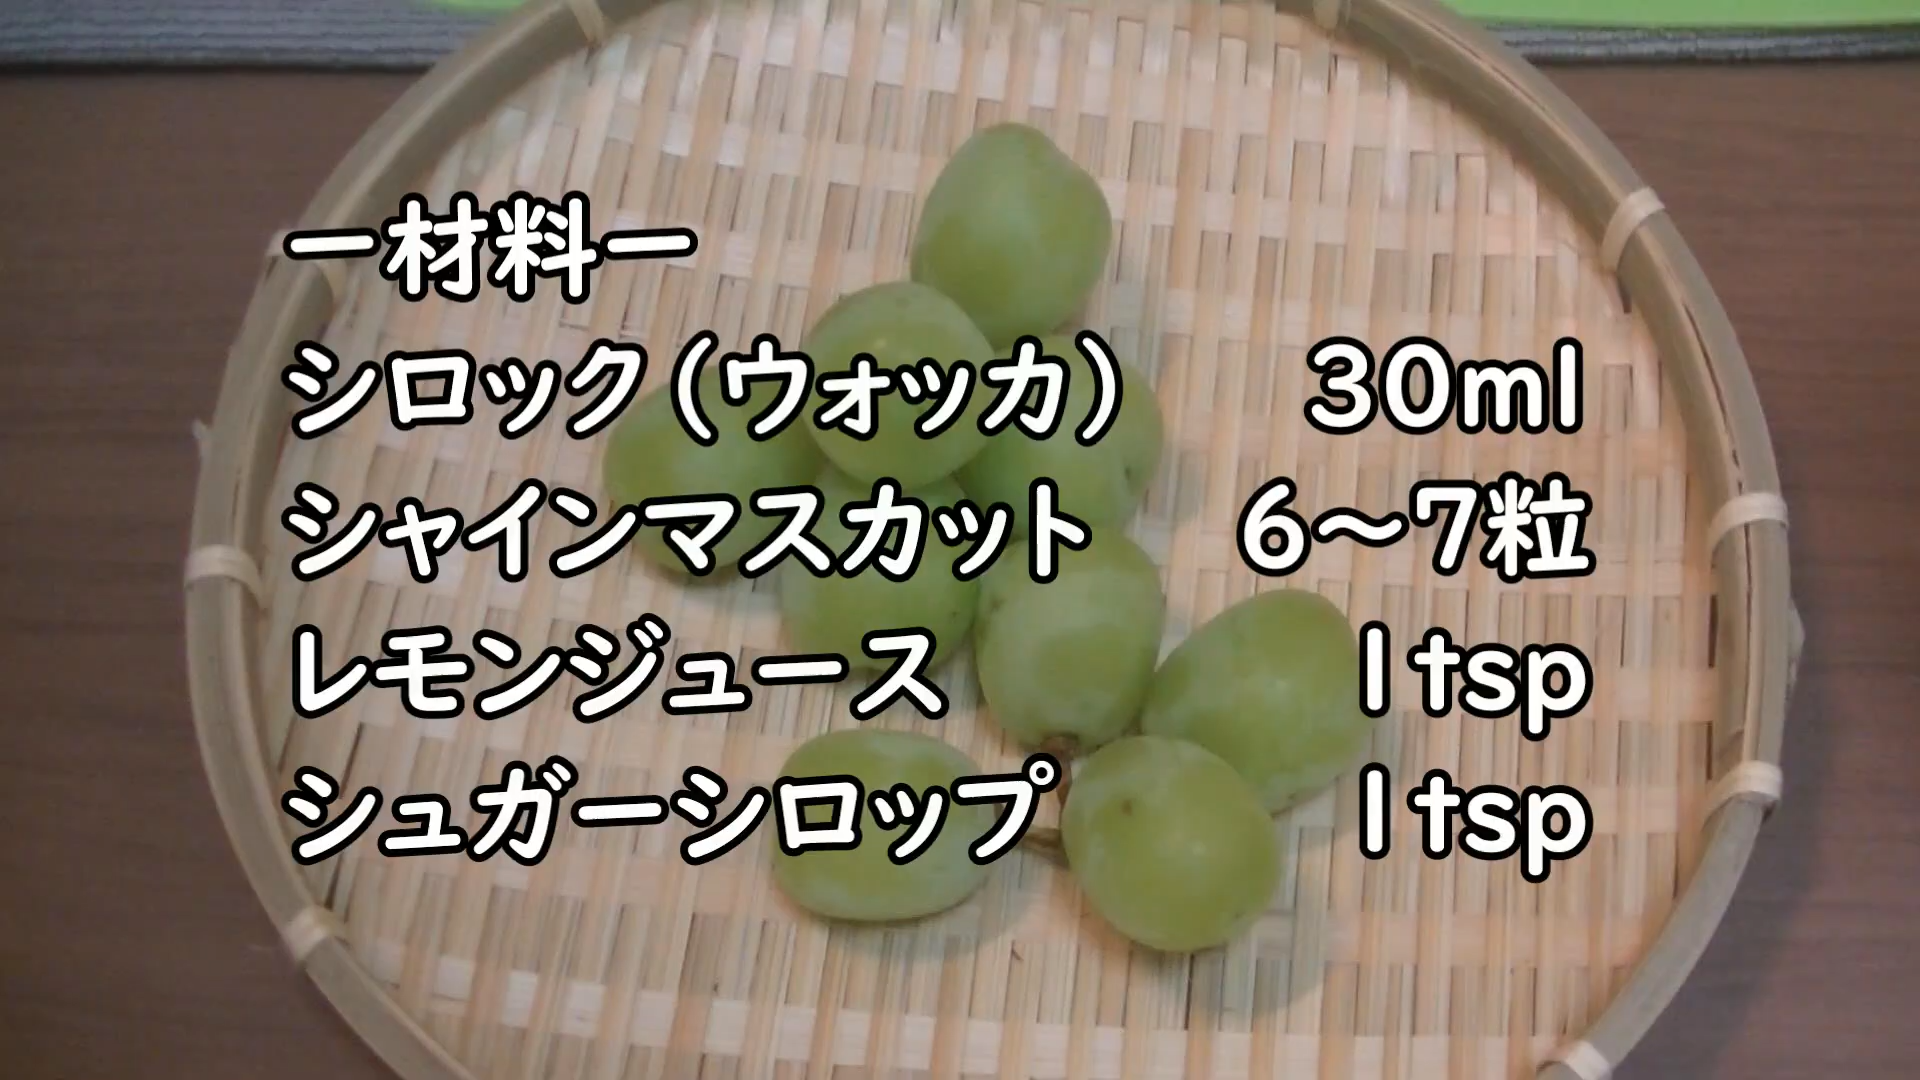 ー材料ー
シロック（ウォッカ） 30ml
シャインマスカット 6～7粒
レモンジュース 1tsp
シュガーシロップ 1tsp